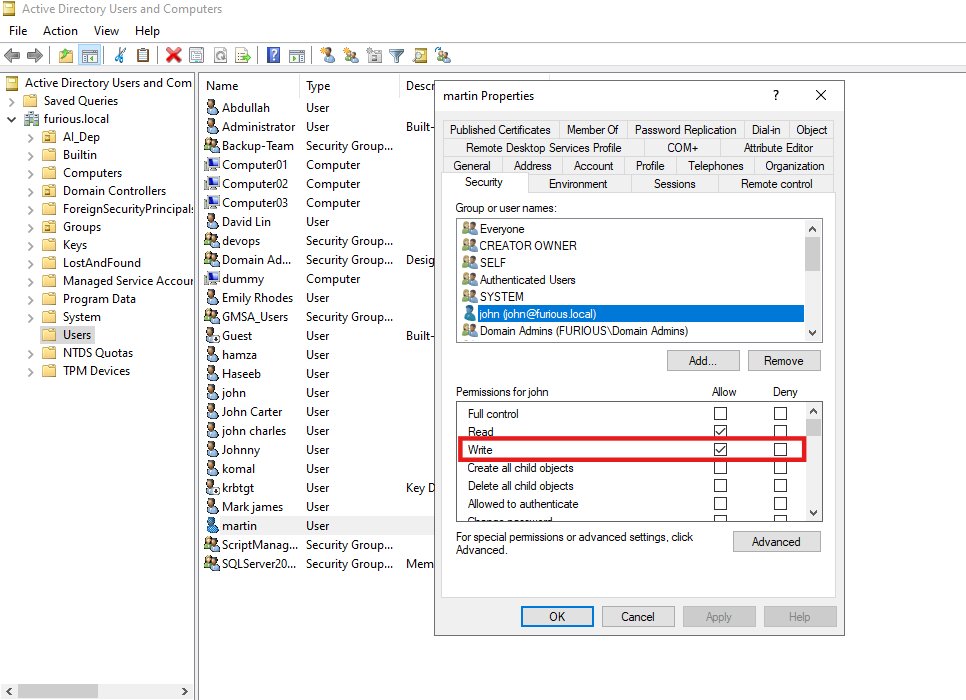 Active Directory Users and Computers
File Action View Help
Active Directory Users and Com
Saved Queries
furious.local
AI_Dep
Builtin
Computers
Domain Controllers
ForeignSecurityPrincipals
Groups
Keys
LostAndFound
Managed Service Accoun
Program Data
System
Users
NTDS Quotas
TPM Devices
Name Type Descr
Abdullah User
Administrator User Built-
Backup-Team Security Group...
Computer01 Computer
Computer02 Computer
Computer03 Computer
David Lin User
devops Security Group...
Domain Ad... Security Group... Desig
dummy Computer
Emily Rhodes User
GMSA_Users Security Group...
Guest User Built-
hamza User
Haseeb User
john User
John Carter User
john charles User
Johnny User
komal User
krbtgt User Key D
Mark james User
martin User
ScriptManag... Security Group...
SQLServer20... Security Group... Mem
martin Properties ?
Published Certificates Member Of Password Replication Dial-in Object
Remote Desktop Services Profile COM+ Attribute Editor
General Address Account Profile Telephones Organization
Security Environment Sessions Remote control
Group or user names:
Everyone
CREATOR OWNER
SELF
Authenticated Users
SYSTEM
john (john@furious.local)
Domain Admins (FURIOUS\Domain Admins)
Add... Remove
Permissions for john Allow Deny
Full control
Read
Write
Create all child objects
Delete all child objects
Allowed to authenticate
Change password
For special permissions or advanced settings, click
Advanced.
Advanced
OK Cancel Apply Help